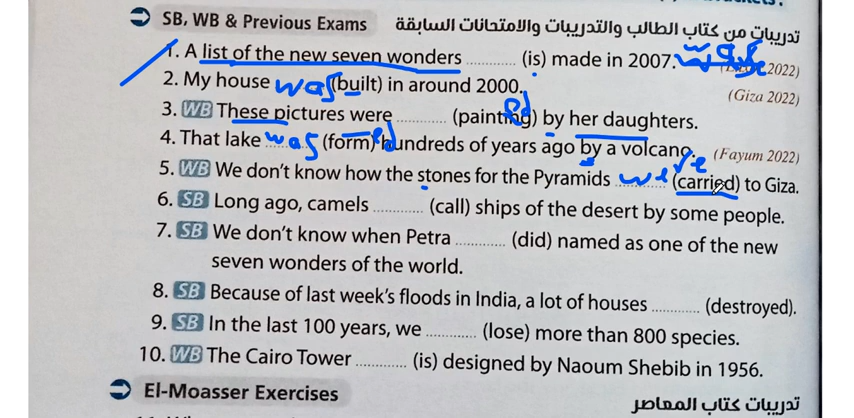 SB, WB & Previous Exams تدريبات من كتاب الطالب والتدريبات والامتحانات السابقة
1. A list of the new seven wonders ............ (is) made in 2007. was 2022)
2. My house was (built) in around 2000. (Giza 2022)
3. WB These pictures were ............ (painting) ed by her daughters.
4. That lake was (form) ed hundreds of years ago by a volcano. (Fayum 2022)
5. WB We don't know how the stones for the Pyramids were (carried) to Giza.
6. SB Long ago, camels ............ (call) ships of the desert by some people.
7. SB We don't know when Petra ............ (did) named as one of the new
seven wonders of the world.
8. SB Because of last week's floods in India, a lot of houses ............ (destroyed).
9. SB In the last 100 years, we ............ (lose) more than 800 species.
10. WB The Cairo Tower ............ (is) designed by Naoum Shebib in 1956.
El-Moasser Exercises تدريبات كتاب المعاصر